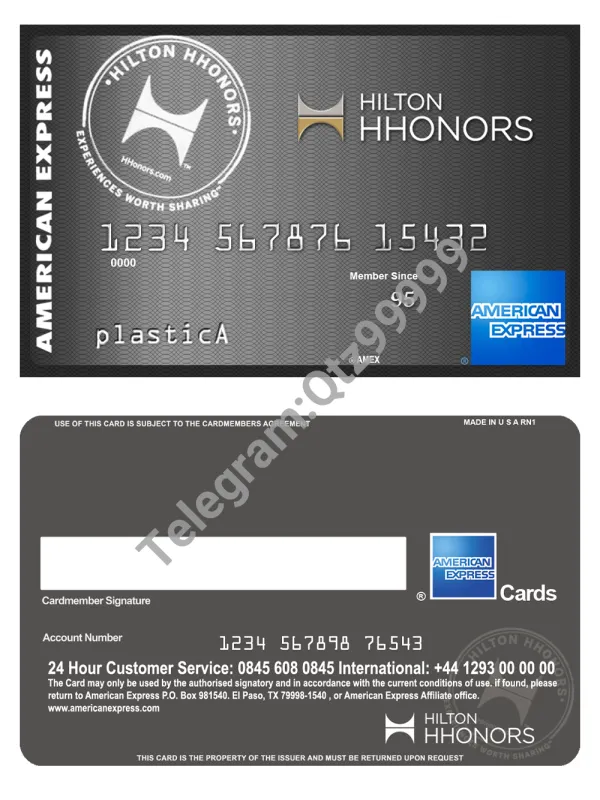 AMERICAN EXPRESS
HILTON HHONORS
HHonors.com
EXPERIENCES WORTH SHARING™
HILTON
HHONORS
1234 567876 15432
0000
Member Since
95
AMERICAN
EXPRESS
plasticA
®AMEX
®
Telegram:Qtz99999
USE OF THIS CARD IS SUBJECT TO THE CARDMEMBERS AGREEMENT
MADE IN U S A RN1
AMERICAN
EXPRESS
® Cards
Cardmember Signature
Account Number 1234 567898 76543
24 Hour Customer Service: 0845 608 0845 International: +44 1293 00 00 00
The Card may only be used by the authorised signatory and in accordance with the current conditions of use. if found, please
return to American Express P.O. Box 981540. El Paso, TX 79998-1540 , or American Express Affiliate office.
www.americanexpress.com
HILTON HHONORS
WORTH SHARING
HILTON
HHONORS
THIS CARD IS THE PROPERTY OF THE ISSUER AND MUST BE RETURNED UPON REQUEST